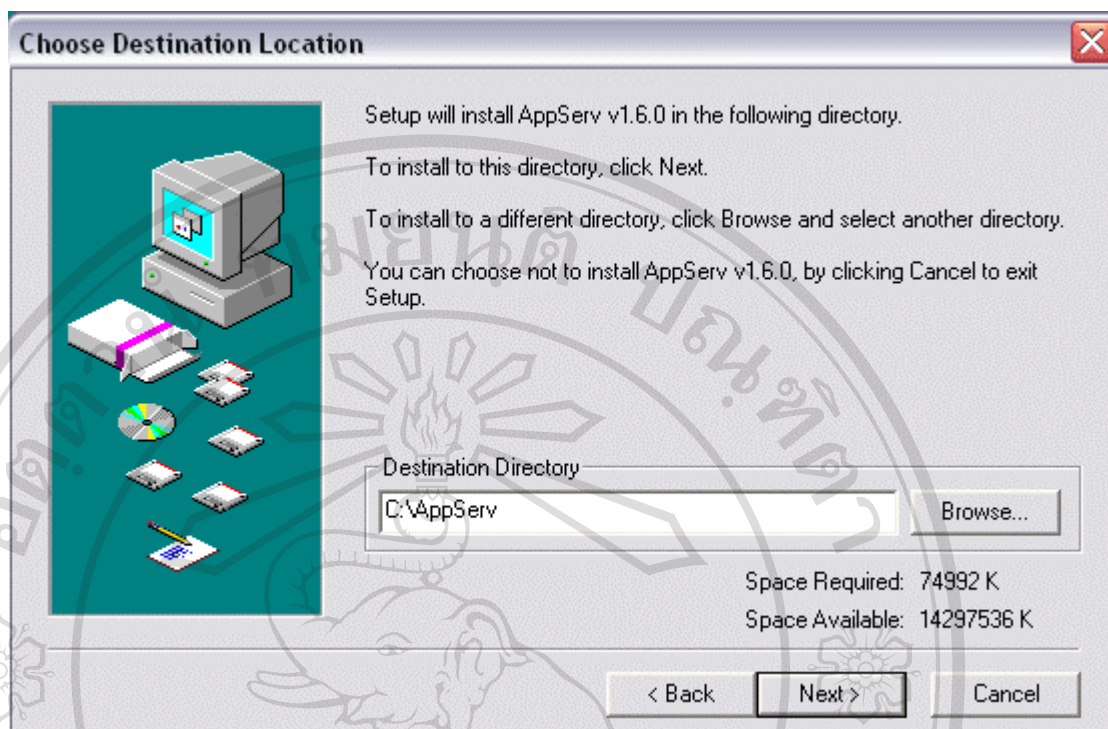 Choose Destination Location
Setup will install AppServ v1.6.0 in the following directory.
To install to this directory, click Next.
To install to a different directory, click Browse and select another directory.
You can choose not to install AppServ v1.6.0, by clicking Cancel to exit
Setup.
Destination Directory
C:\AppServ
Browse...
Space Required: 74992 K
Space Available: 14297536 K
< Back
Next >
Cancel